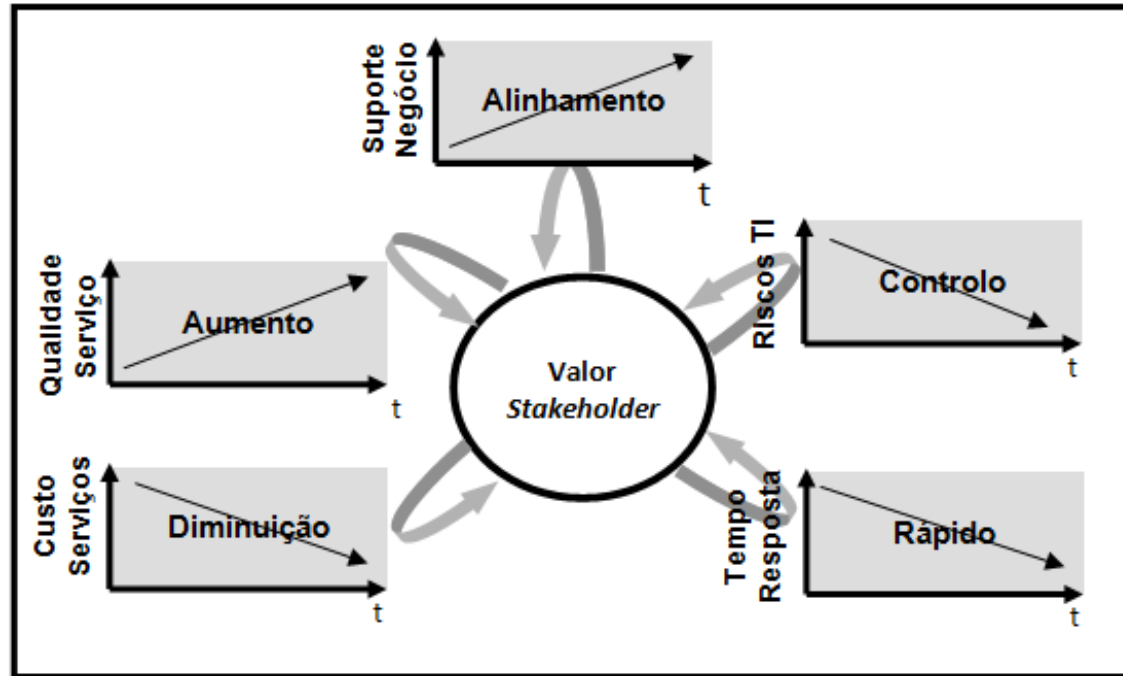 Suporte
Negócio
Alinhamento
t
Qualidade
Serviço
Aumento
t
Riscos TI
Controlo
t
Valor
Stakeholder
Custo
Serviços
Diminuição
t
Tempo
Resposta
Rápido
t